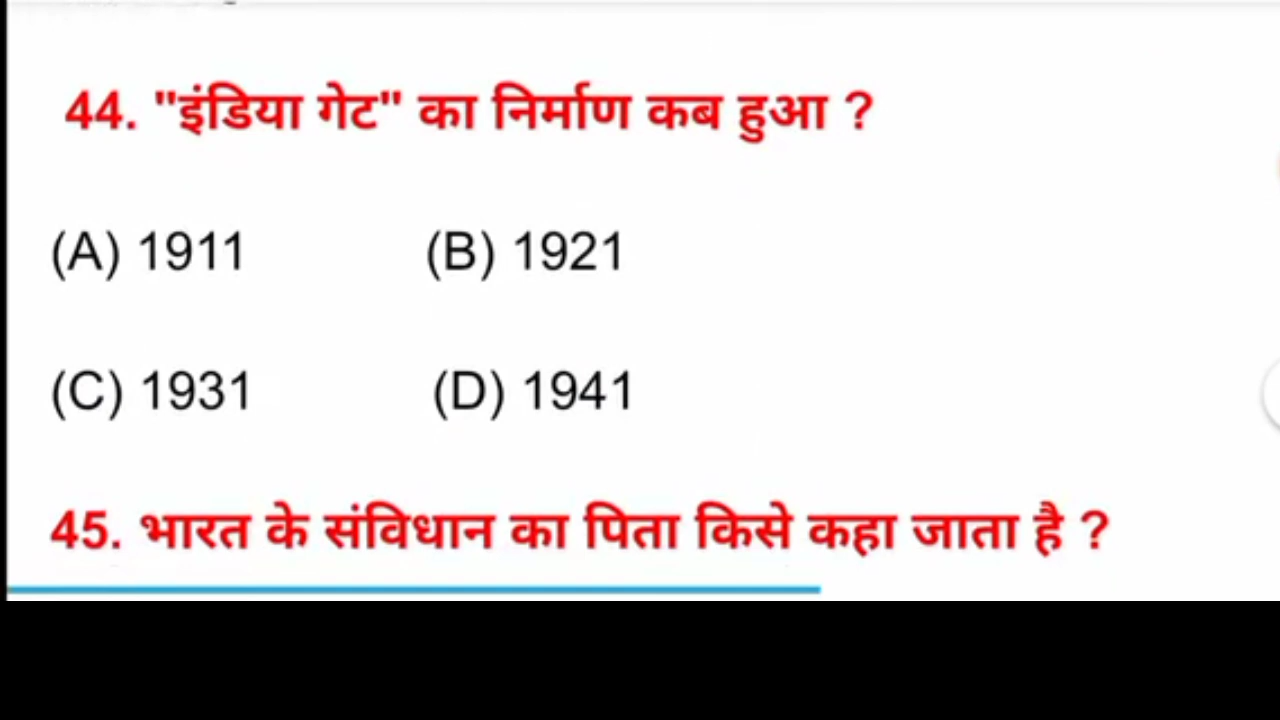 44. "इंडिया गेट" का निर्माण कब हुआ ?
(A) 1911 (B) 1921
(C) 1931 (D) 1941
45. भारत के संविधान का पिता किसे कहा जाता है ?